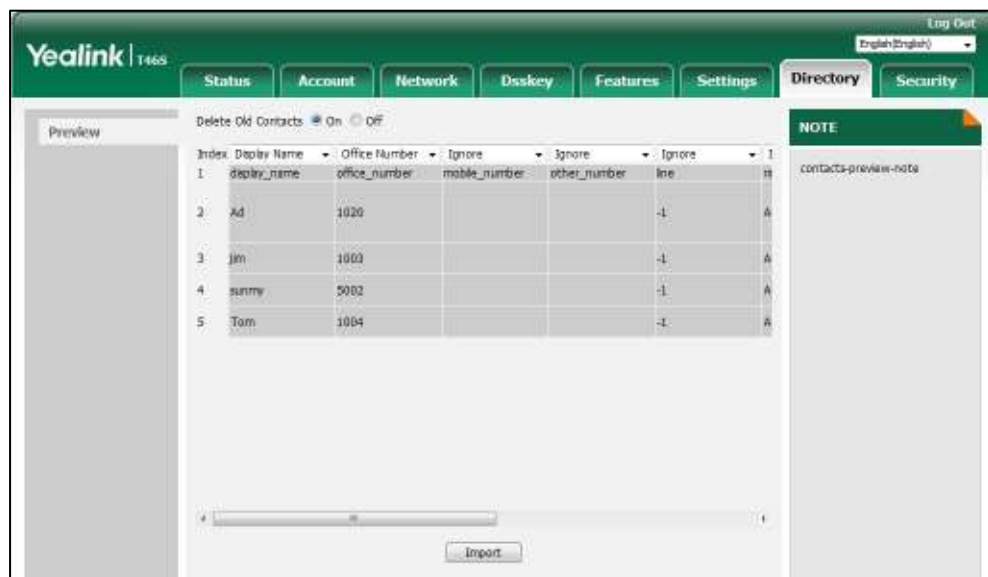 Log Out
Yealink | T46S
English(English)
Status Account Network Dsskey Features Settings Directory Security
Preview
Delete Old Contacts On Off
NOTE
Index Display Name Office Number Ignore Ignore Ignore
1 display_name office_number mobile_number other_number line
contacts-preview-note
2 Ad 1020 -1 A
3 jim 1003 -1 A
4 sunmy 5002 -1 A
5 Tom 1004 -1 A
Import